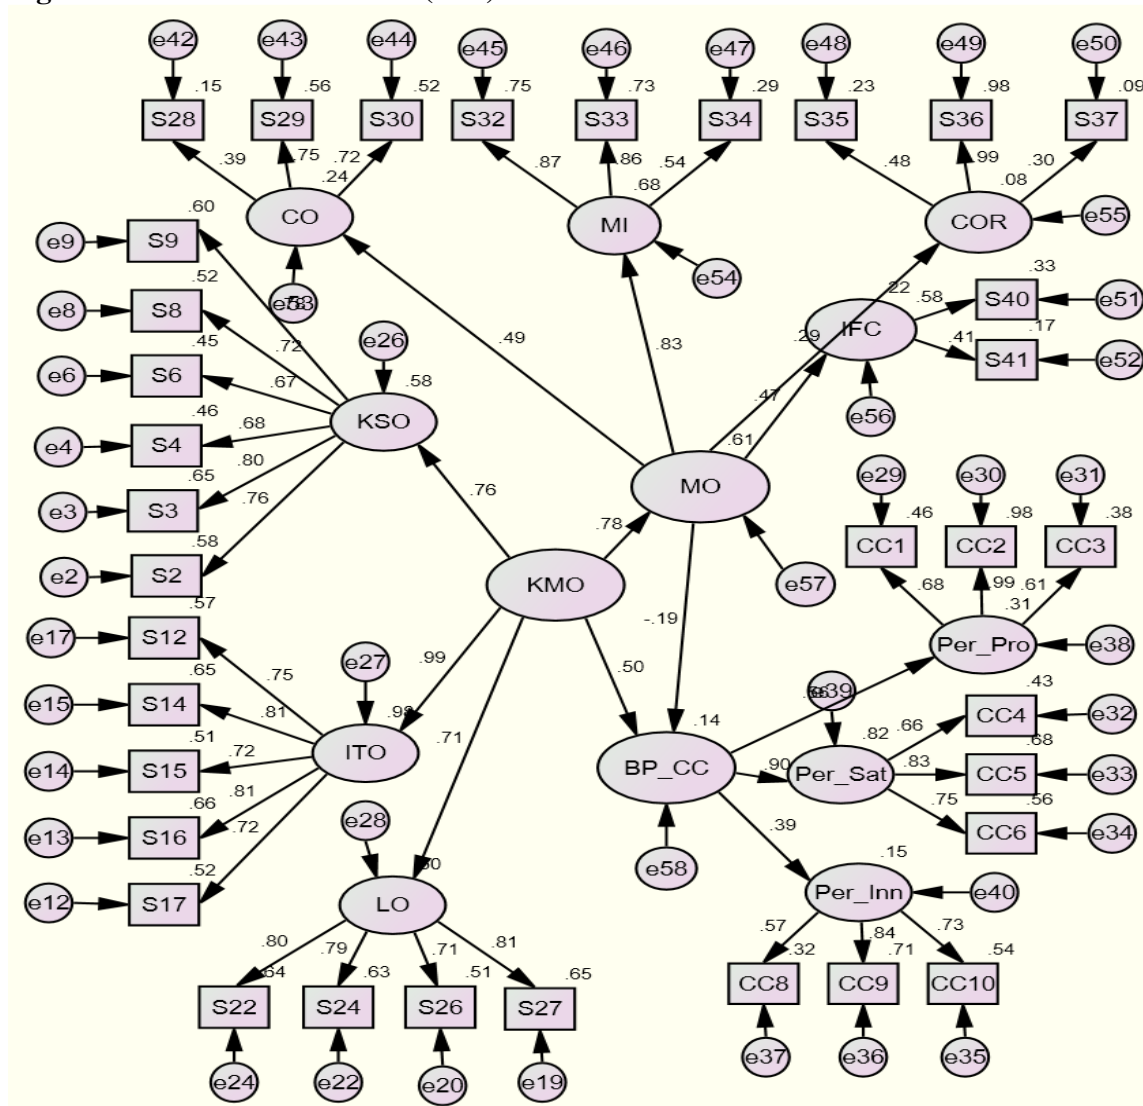 e42 e43 e44 e45 e46 e47 e48 e49 e50
.15 .56 .52 .75 .73 .29 .23 .98 .09
S28 S29 S30 S32 S33 S34 S35 S36 S37
.39 .75 .72 .87 .86 .54 .48 .99 .30
.24 .68 .08
CO MI COR e55
.60
e9 S9
e54
.52 .33
e53 .22 .58 S40 e51
e8 S8 IFC
.45 .17
.72 e26 .49 .83 .29 .41 S41 e52
e6 S6 .67 .58
.46 .47 e56
e4 S4 .68 KSO .61
.65 .80
e3 S3 .76 .76 MO e29 e30 e31
.58 .78 .46 .98 .38
e2 S2 KMO e57 CC1 CC2 CC3
.57 .68 .99 .61
.31
e17 S12 .99 -.19 Per_Pro e38
.65 .75 e27 .50
e15 S14 .81 .98 .71 e39 .43
.51 .14 .82 .66 CC4 e32
e14 S15 .72 ITO BP_CC .90 Per_Sat .83 .68
.66 .81 CC5 e33
.72 .75 .56
e13 S16 e28 .39 CC6 e34
.52 e58 .15
e12 S17 LO Per_Inn e40
.80 .79 .71 .81 .57 .84 .73
.64 .63 .51 .65 .32 .71 .54
S22 S24 S26 S27 CC8 CC9 CC10
e24 e22 e20 e19 e37 e36 e35